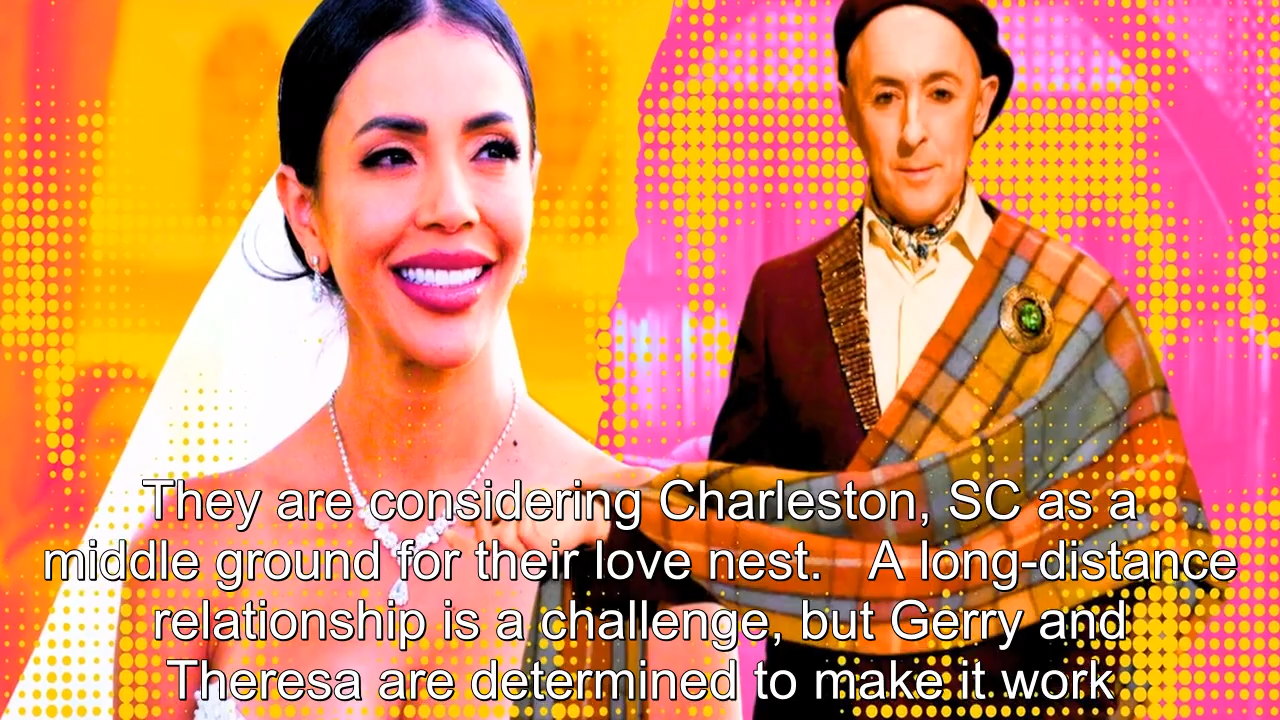 They are considering Charleston, SC as a
middle ground for their love nest.   A long-distance
relationship is a challenge, but Gerry and
Theresa are determined to make it work